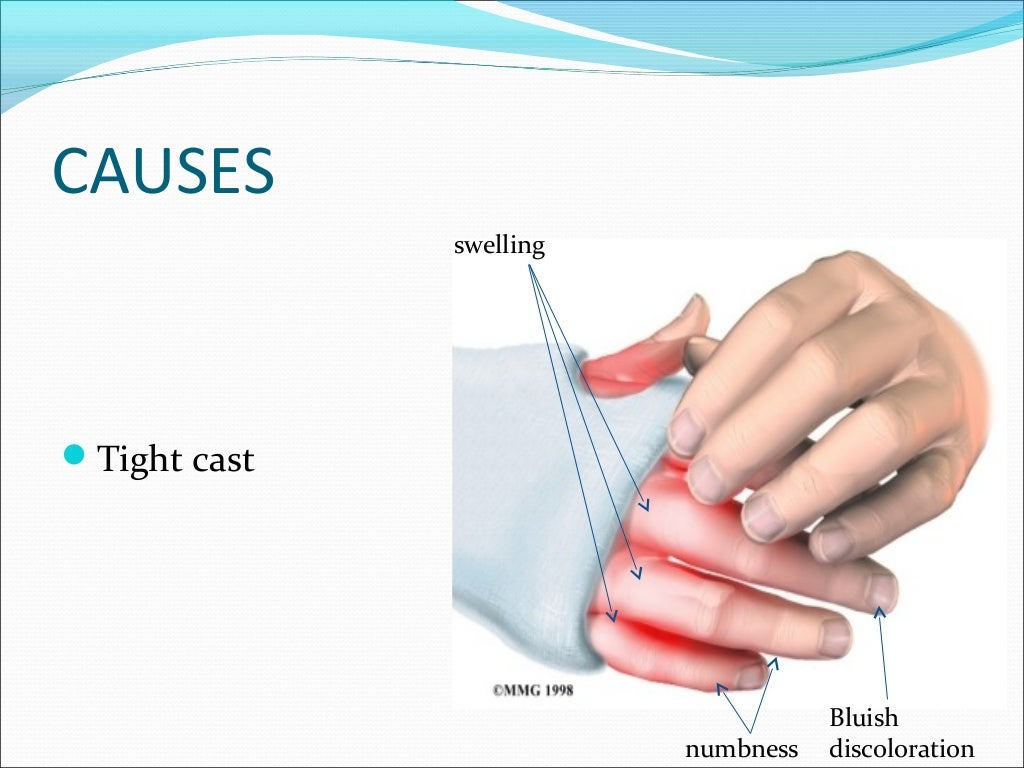 CAUSES
swelling
Tight cast
©MMG 1998
numbness
Bluish
discoloration